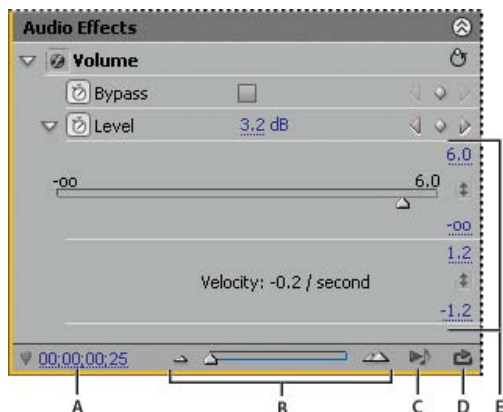 Audio Effects
Volume
Bypass
Level 3.2 dB
6.0
-oo 6.0
-oo
1.2
Velocity: -0.2 / second
-1.2
00;00;00;25
A B C D E